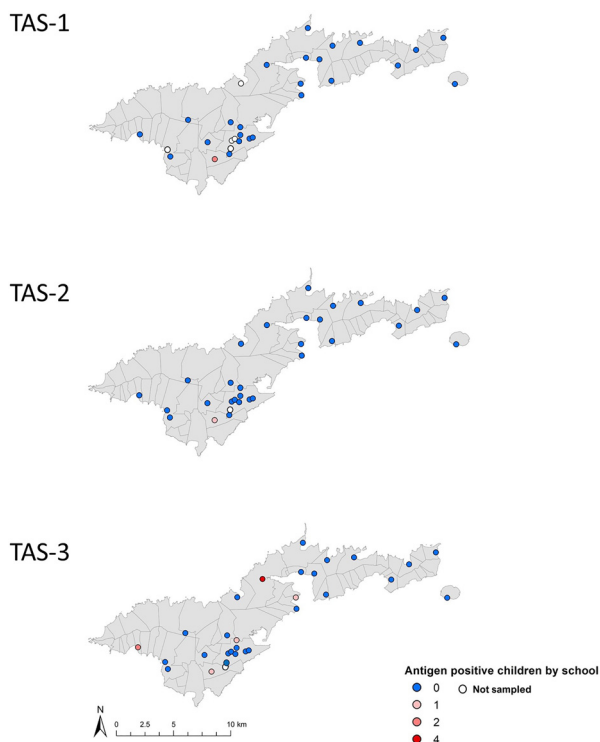 TAS-1
TAS-2
TAS-3
Antigen positive children by school
0 Not sampled
1
2
4
N
0 2.5 5 10 km